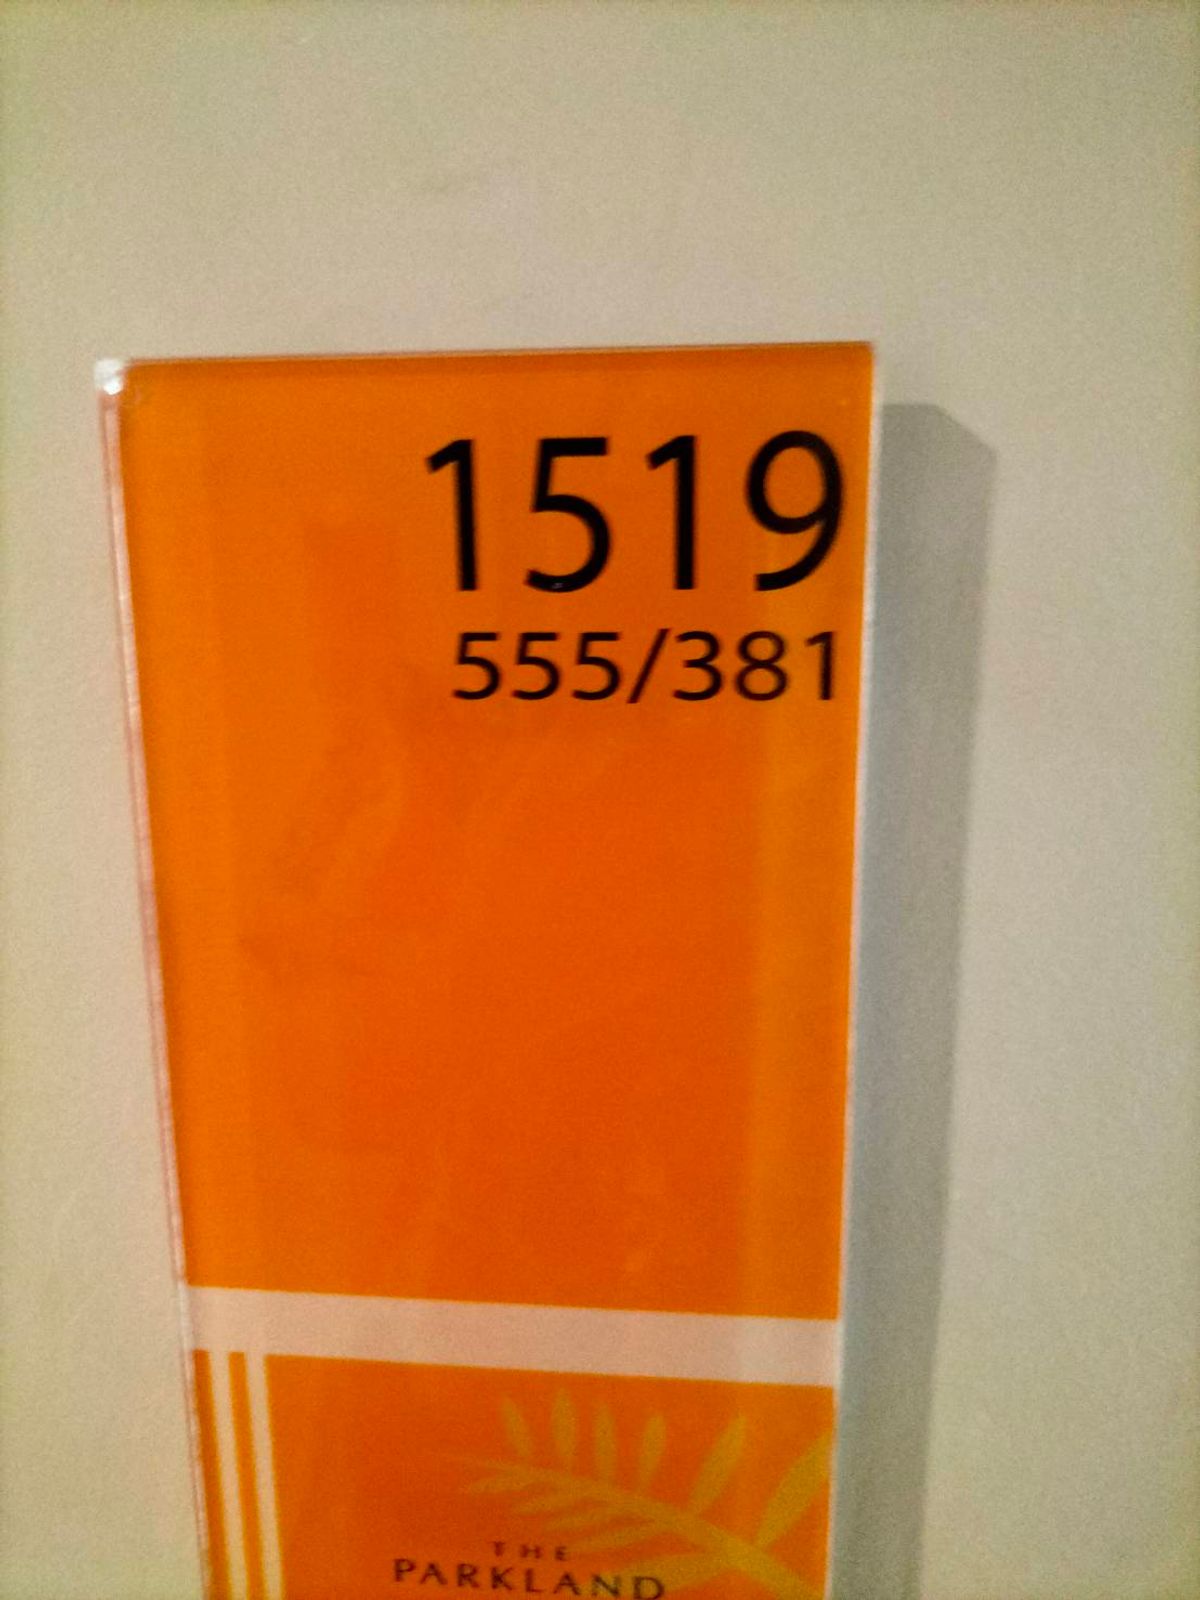 1519
555/381
THE
PARKLAND